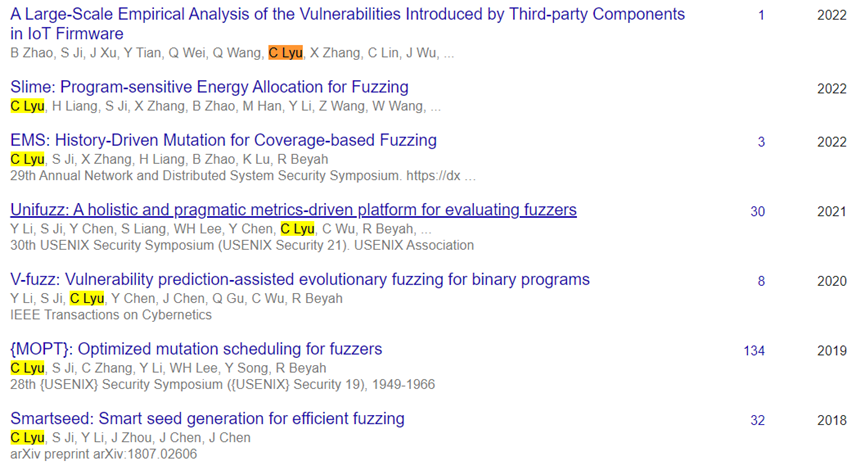 A Large-Scale Empirical Analysis of the Vulnerabilities Introduced by Third-party Components 1 2022
in IoT Firmware
B Zhao, S Ji, J Xu, Y Tian, Q Wei, Q Wang, C Lyu, X Zhang, C Lin, J Wu, ...
Slime: Program-sensitive Energy Allocation for Fuzzing 2022
C Lyu, H Liang, S Ji, X Zhang, B Zhao, M Han, Y Li, Z Wang, W Wang, ...
EMS: History-Driven Mutation for Coverage-based Fuzzing 3 2022
C Lyu, S Ji, X Zhang, H Liang, B Zhao, K Lu, R Beyah
29th Annual Network and Distributed System Security Symposium. https://dx ...
Unifuzz: A holistic and pragmatic metrics-driven platform for evaluating fuzzers 30 2021
Y Li, S Ji, Y Chen, S Liang, WH Lee, Y Chen, C Lyu, C Wu, R Beyah, ...
30th USENIX Security Symposium (USENIX Security 21). USENIX Association
V-fuzz: Vulnerability prediction-assisted evolutionary fuzzing for binary programs 8 2020
Y Li, S Ji, C Lyu, Y Chen, J Chen, Q Gu, C Wu, R Beyah
IEEE Transactions on Cybernetics
{MOPT}: Optimized mutation scheduling for fuzzers 134 2019
C Lyu, S Ji, C Zhang, Y Li, WH Lee, Y Song, R Beyah
28th {USENIX} Security Symposium ({USENIX} Security 19), 1949-1966
Smartseed: Smart seed generation for efficient fuzzing 32 2018
C Lyu, S Ji, Y Li, J Zhou, J Chen, J Chen
arXiv preprint arXiv:1807.02606